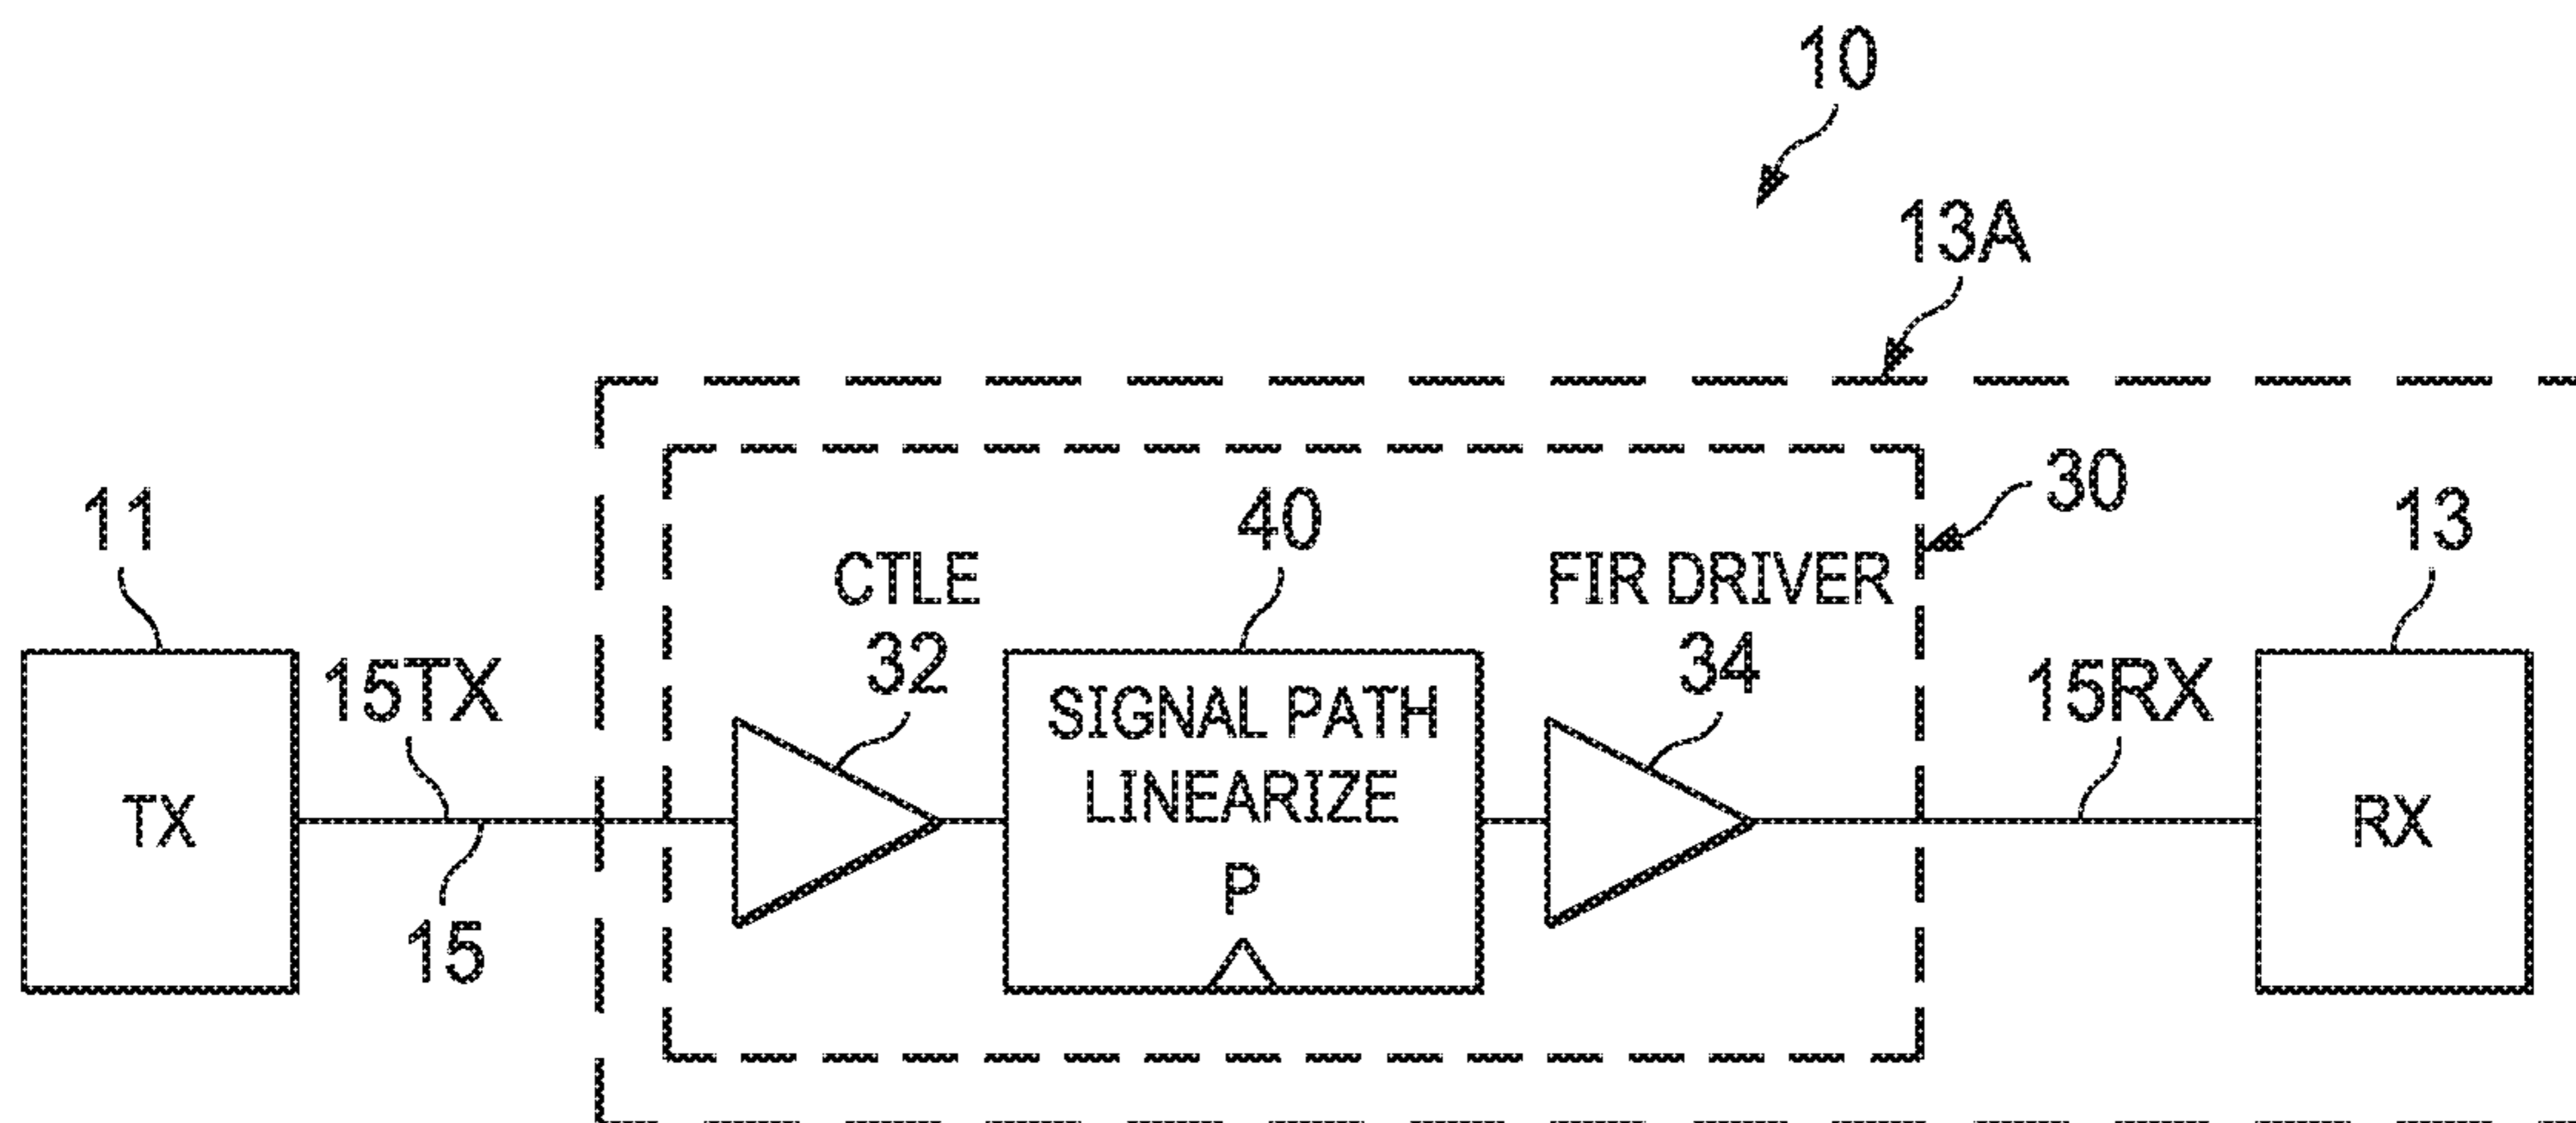 10
13A
30
11
40
13
CTLE
32
FIR DRIVER
34
15TX
15RX
SIGNAL PATH
LINEARIZE
P
TX
RX
15